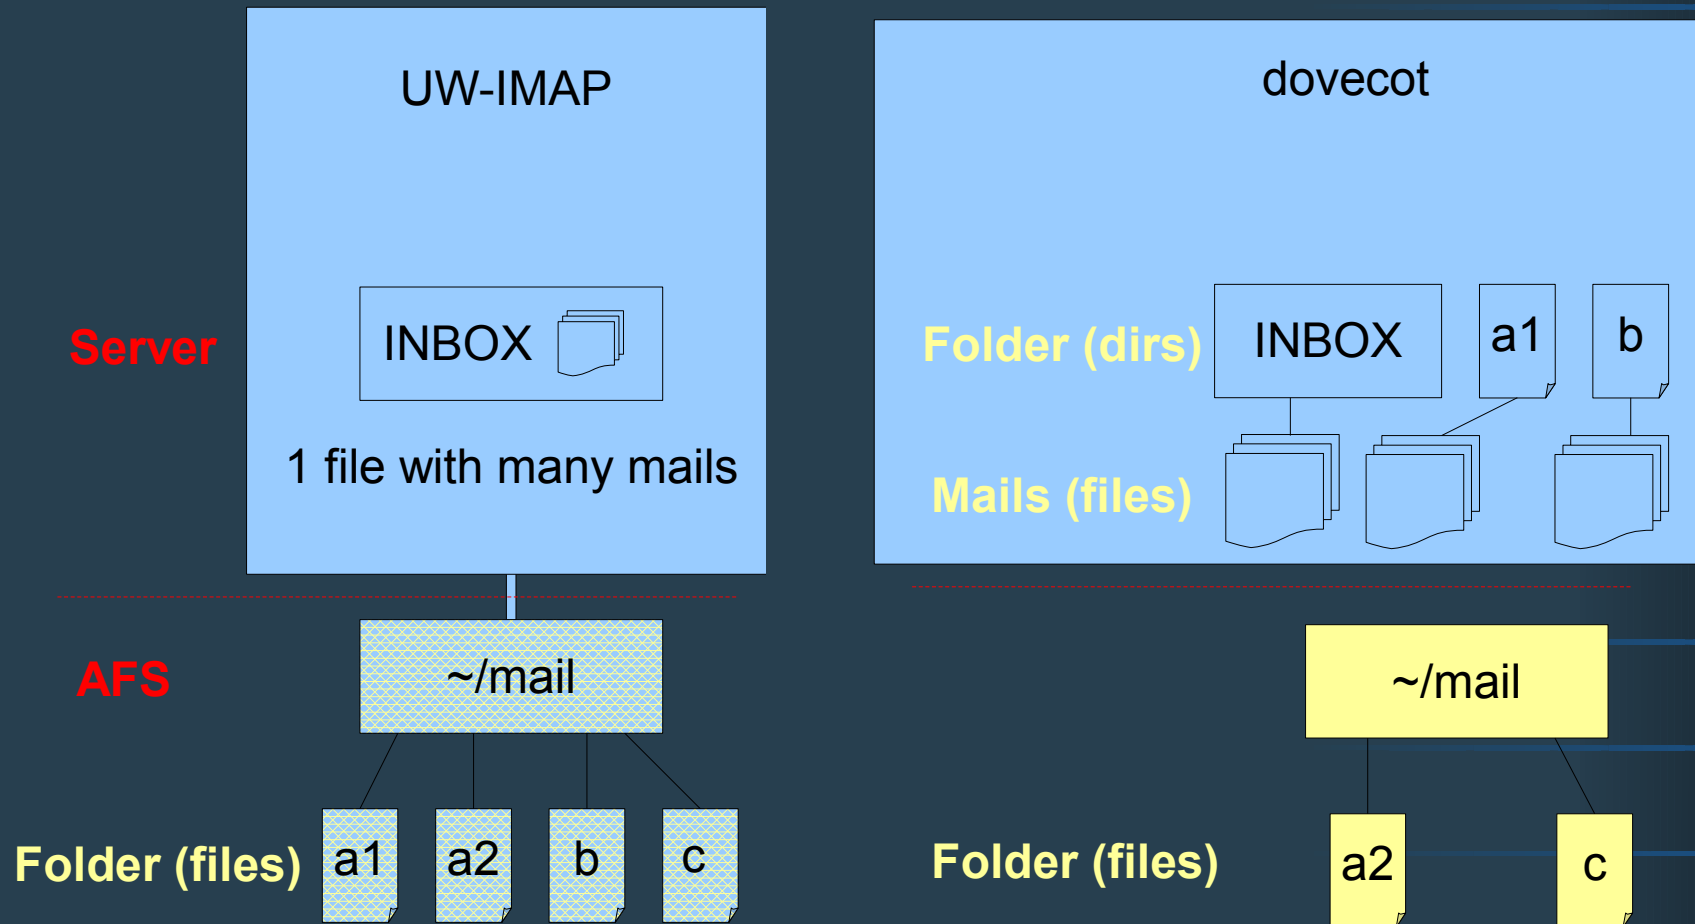 UW-IMAP
dovecot
Server
INBOX
1 file with many mails
Folder (dirs)
INBOX
a1
b
Mails (files)
AFS
~/mail
~/mail
Folder (files)
a1
a2
b
c
Folder (files)
a2
c